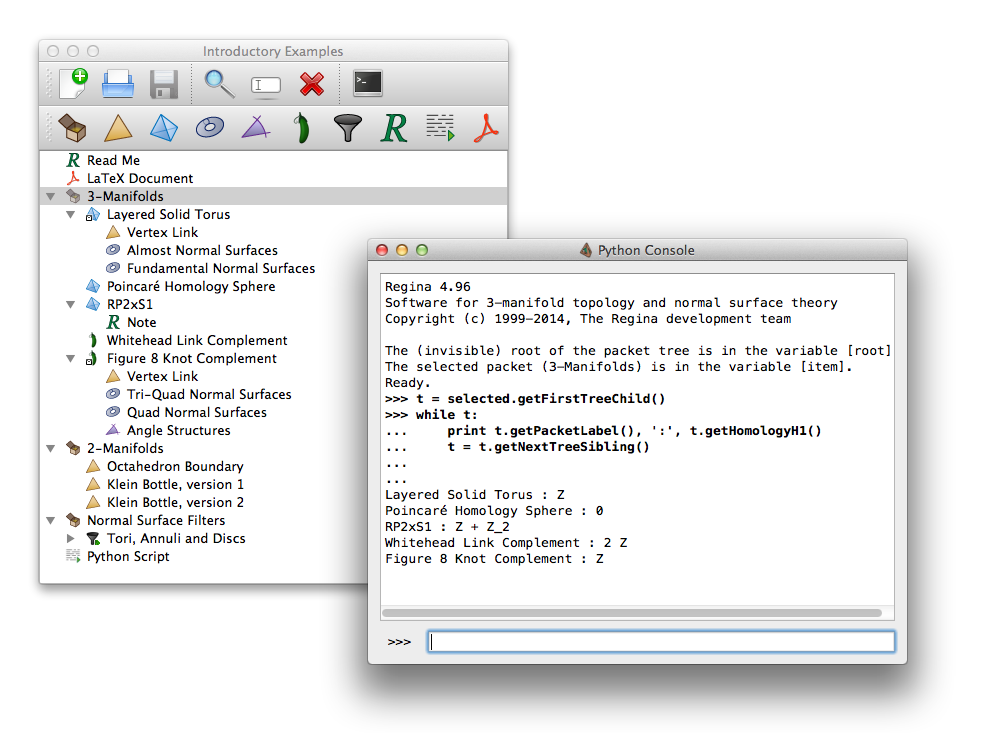 Introductory Examples
Read Me
LaTeX Document
3-Manifolds
Layered Solid Torus
Vertex Link
Almost Normal Surfaces
Fundamental Normal Surfaces
Poincaré Homology Sphere
RP2xS1
Note
Whitehead Link Complement
Figure 8 Knot Complement
Vertex Link
Tri-Quad Normal Surfaces
Quad Normal Surfaces
Angle Structures
2-Manifolds
Octahedron Boundary
Klein Bottle, version 1
Klein Bottle, version 2
Normal Surface Filters
Tori, Annuli and Discs
Python Script
Python Console
Regina 4.96
Software for 3-manifold topology and normal surface theory
Copyright (c) 1999-2014, The Regina development team
The (invisible) root of the packet tree is in the variable [root]
The selected packet (3-Manifolds) is in the variable [item].
Ready.
>>> t = selected.getFirstTreeChild()
>>> while t:
...     print t.getPacketLabel(), ':', t.getHomologyH1()
...     t = t.getNextTreeSibling()
...
...
Layered Solid Torus : Z
Poincaré Homology Sphere : 0
RP2xS1 : Z + Z_2
Whitehead Link Complement : 2 Z
Figure 8 Knot Complement : Z
>>>